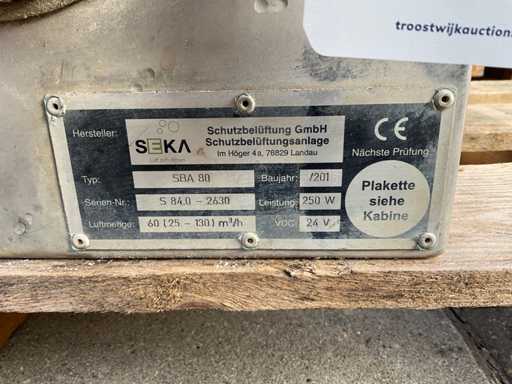 troostwijkauction
Hersteller:
SEKA
Schutzbelüftung GmbH
Schutzbelüftungsanlage
Im Höger 4a, 76829 Landau
CE
Nächste Prüfung
Typ: SBA 80 Baujahr: /201
Serien-Nr.: S 84.0 - 2630 Leistung: 250 W
Luftmenge: 60 (25 - 130) m³/h VDC: 24 V
Plakette
siehe
Kabine